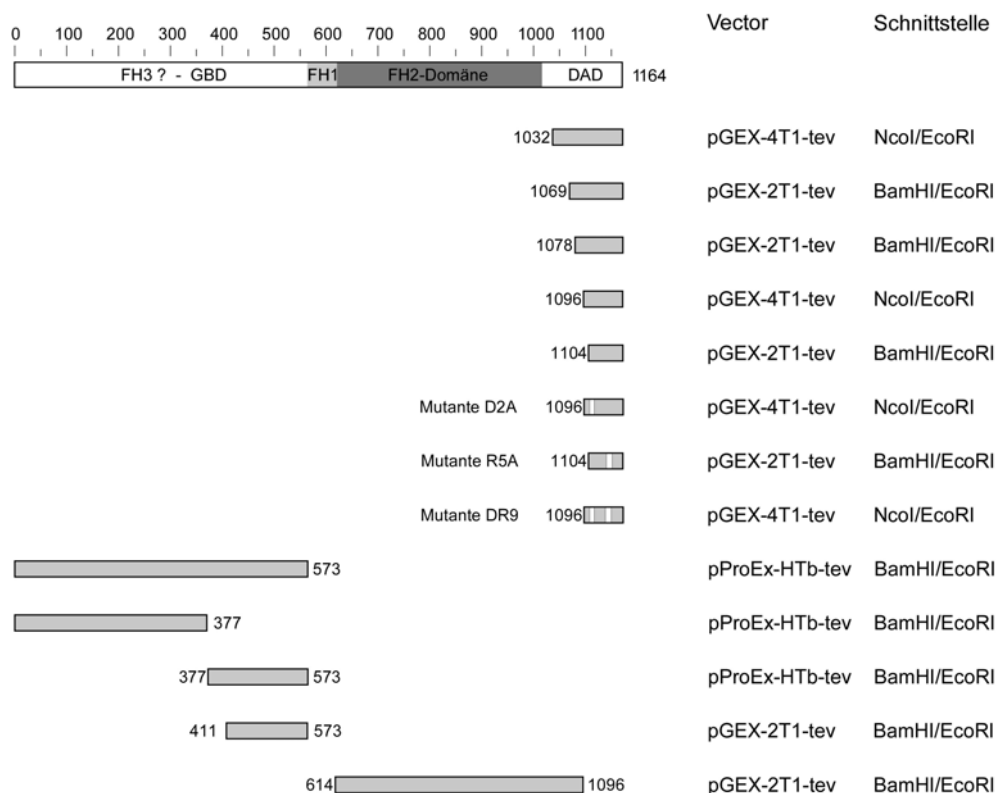 Vector Schnittstelle
0 100 200 300 400 500 600 700 800 900 1000 1100
FH3 ? - GBD FH1 FH2-Domäne DAD 1164
1032 pGEX-4T1-tev NcoI/EcoRI
1069 pGEX-2T1-tev BamHI/EcoRI
1078 pGEX-2T1-tev BamHI/EcoRI
1096 pGEX-4T1-tev NcoI/EcoRI
1104 pGEX-2T1-tev BamHI/EcoRI
Mutante D2A 1096 pGEX-4T1-tev NcoI/EcoRI
Mutante R5A 1104 pGEX-2T1-tev BamHI/EcoRI
Mutante DR9 1096 pGEX-4T1-tev NcoI/EcoRI
573 pProEx-HTb-tev BamHI/EcoRI
377 pProEx-HTb-tev BamHI/EcoRI
377 573 pProEx-HTb-tev BamHI/EcoRI
411 573 pGEX-2T1-tev BamHI/EcoRI
614 1096 pGEX-2T1-tev BamHI/EcoRI